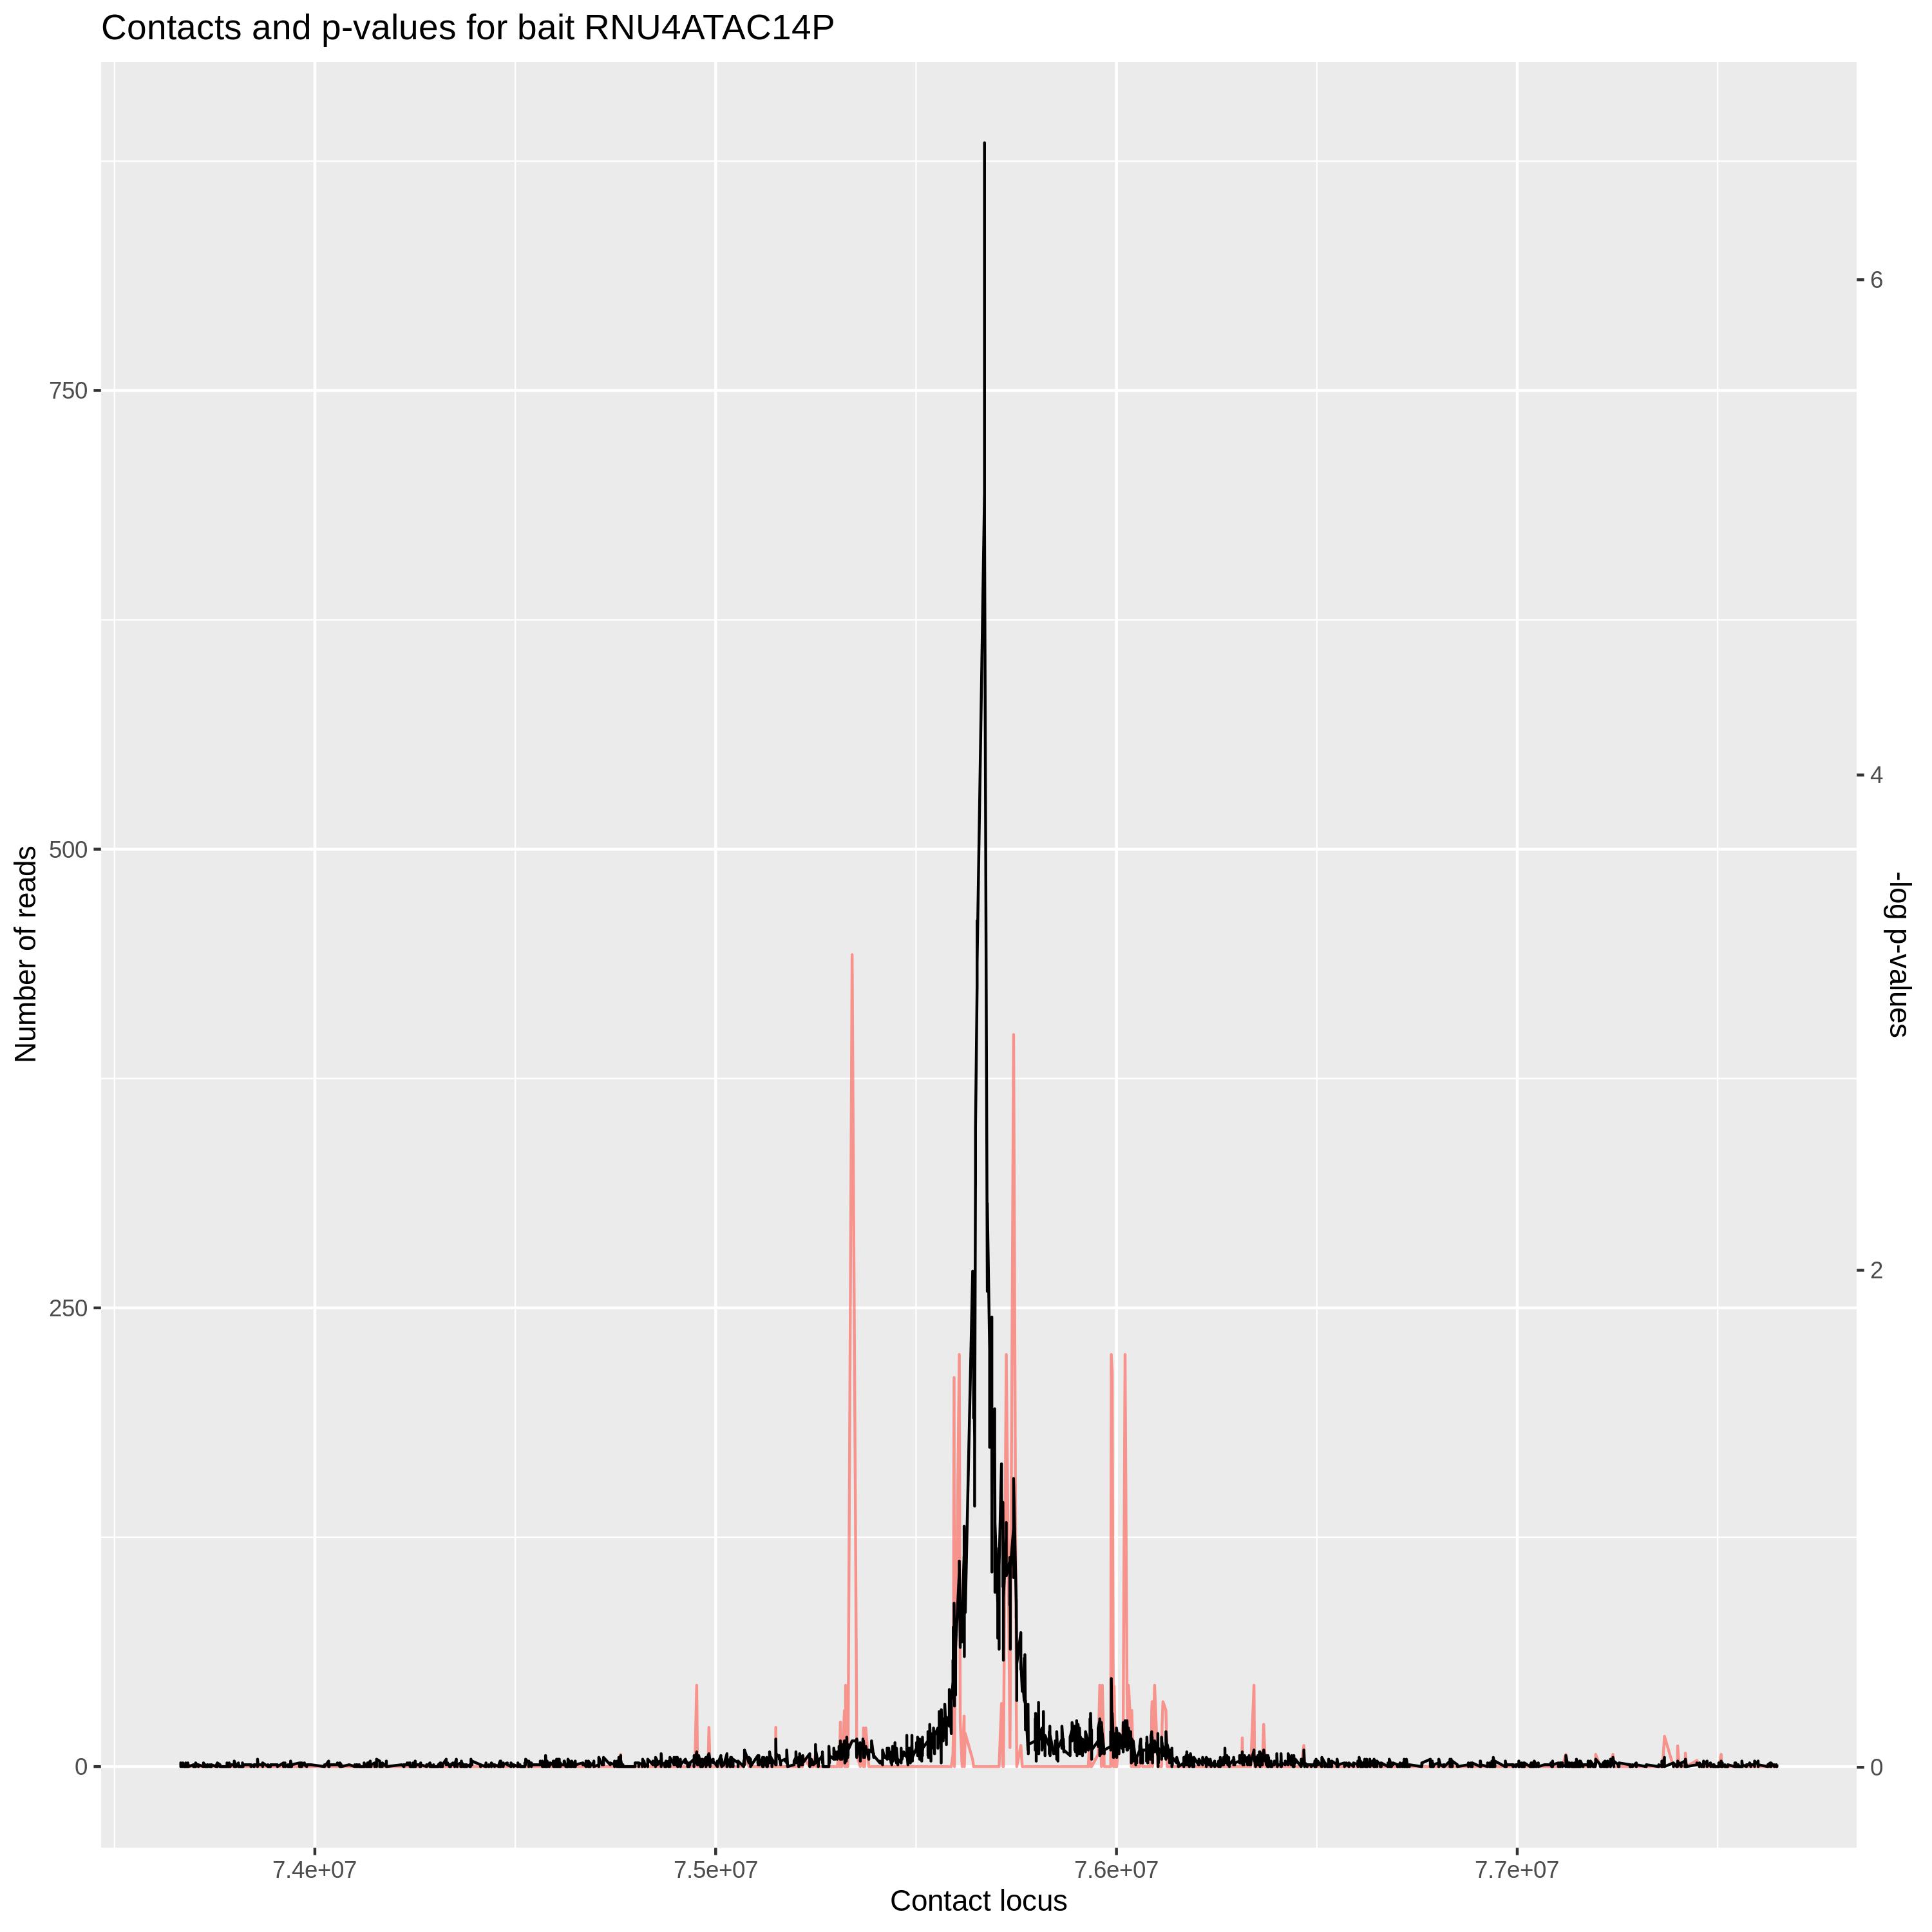 Contacts and p-values for bait RNU4ATAC14P
Number of reads
750
500
250
0
6
4
2
0
-log p-values
7.4e+07
7.5e+07
7.6e+07
7.7e+07
Contact locus